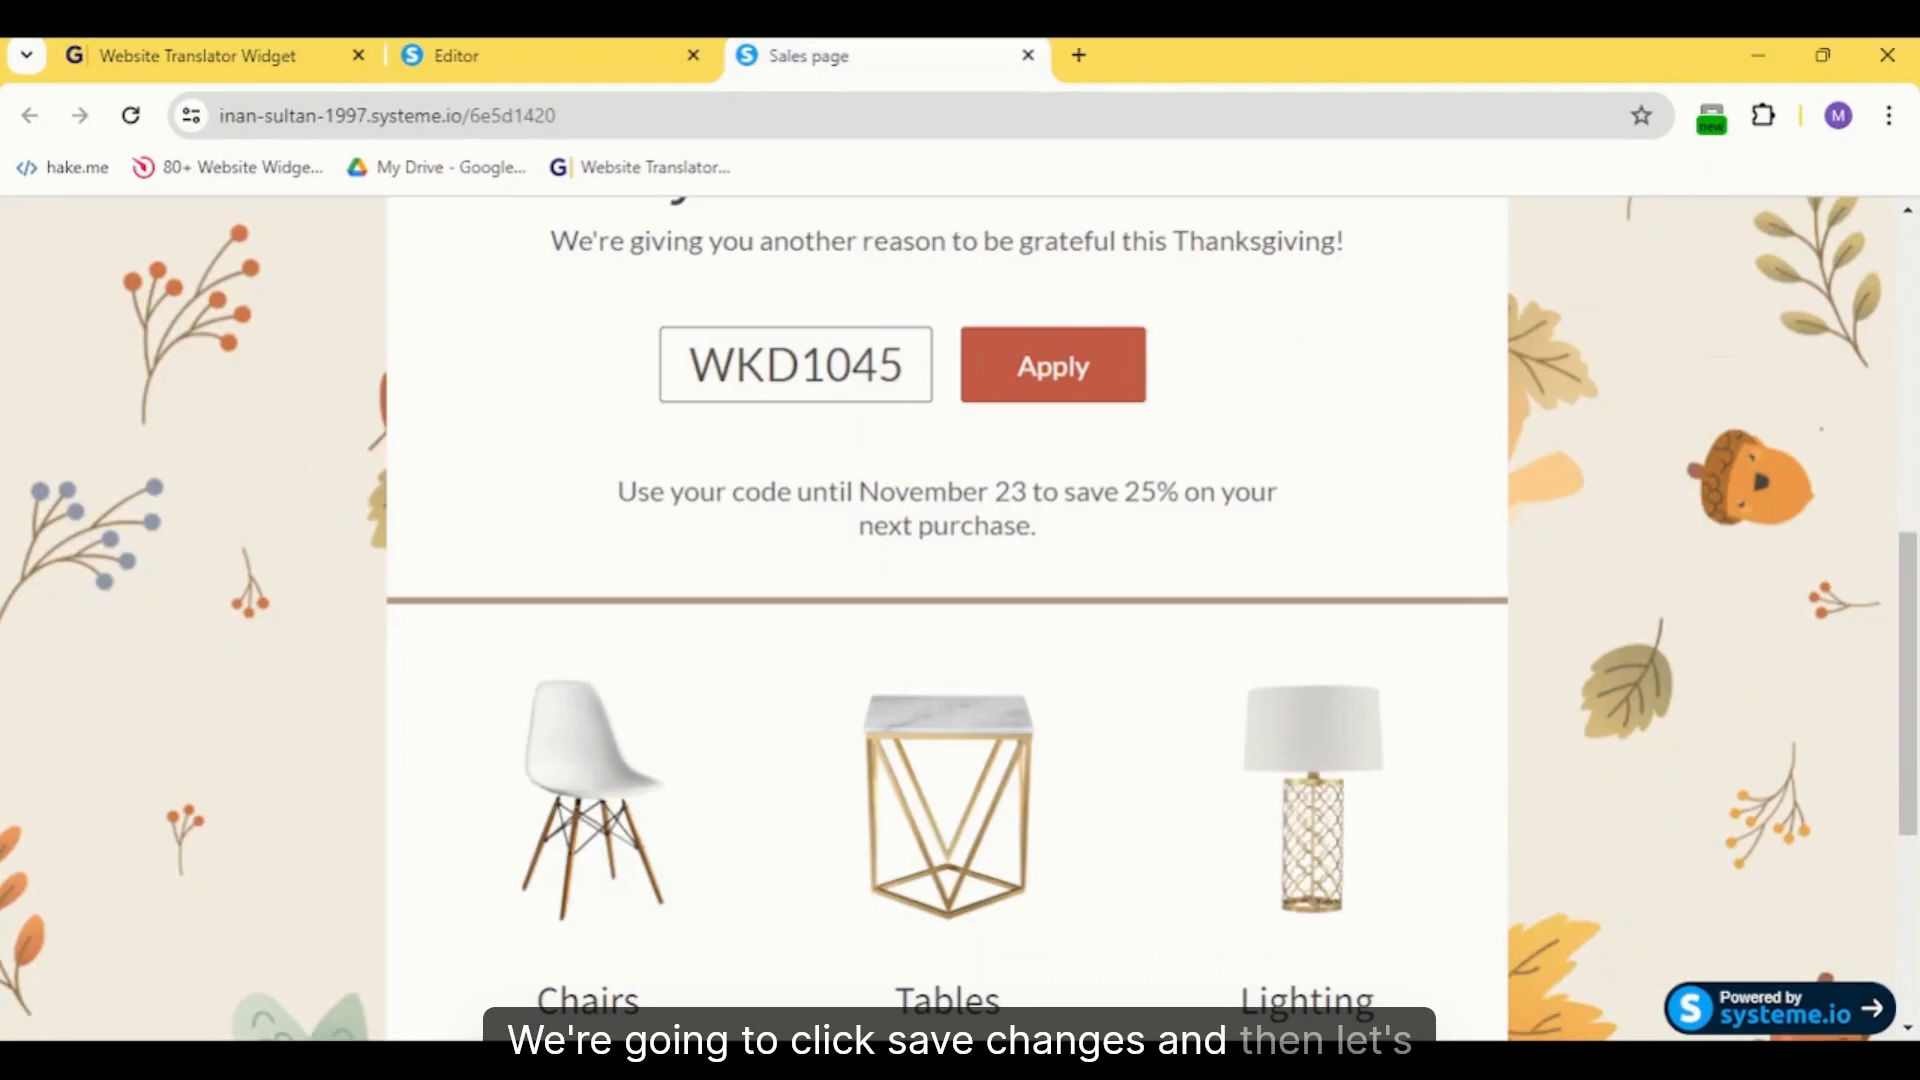 Website Translator Widget
Editor
Sales page
inan-sultan-1997.systeme.io/6e5d1420
new
M
hake.me
80+ Website Widge...
My Drive - Google...
Website Translator...
We're giving you another reason to be grateful this Thanksgiving!
WKD1045
Apply
Use your code until November 23 to save 25% on your
next purchase.
Chairs
Tables
Lighting
Powered by
systeme.io
We're going to click save changes and then let's